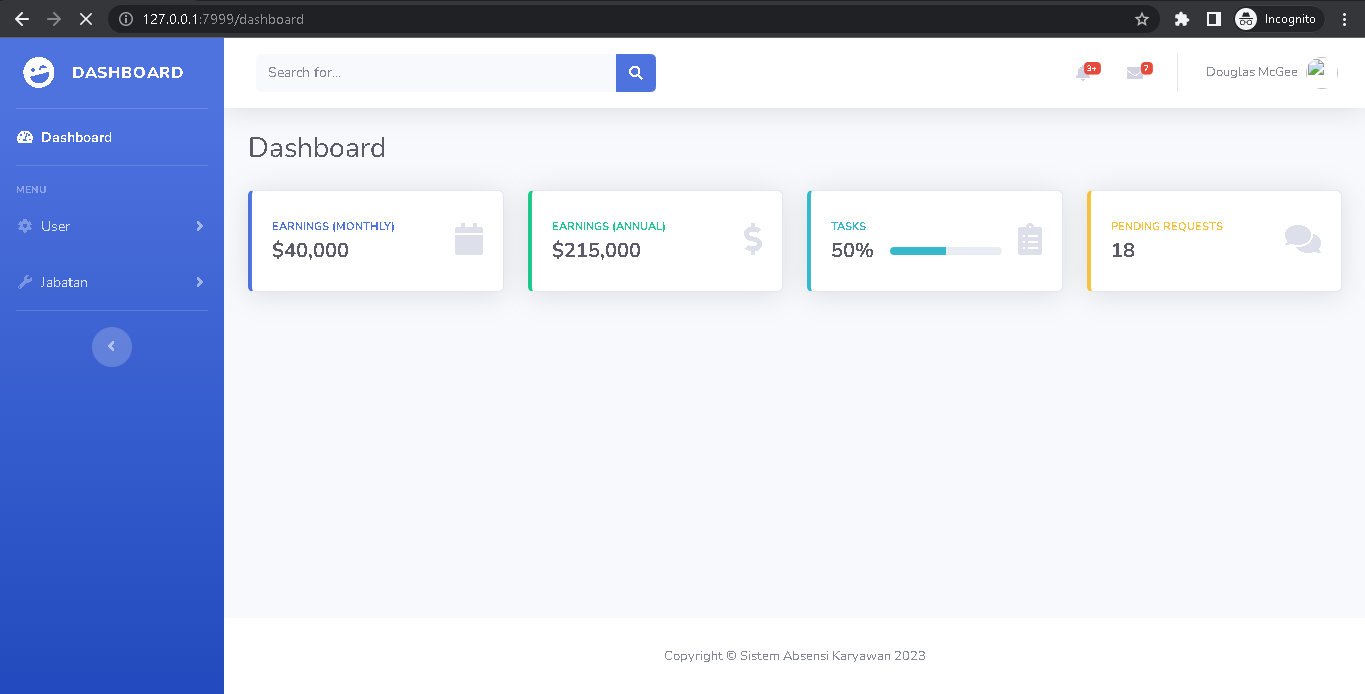 127.0.0.1:7999/dashboard
Incognito
DASHBOARD
Search for...
3+
7
Douglas McGee
Dashboard
MENU
User
Jabatan
Dashboard
EARNINGS (MONTHLY)
$40,000
EARNINGS (ANNUAL)
$215,000
TASKS
50%
PENDING REQUESTS
18
Copyright © Sistem Absensi Karyawan 2023